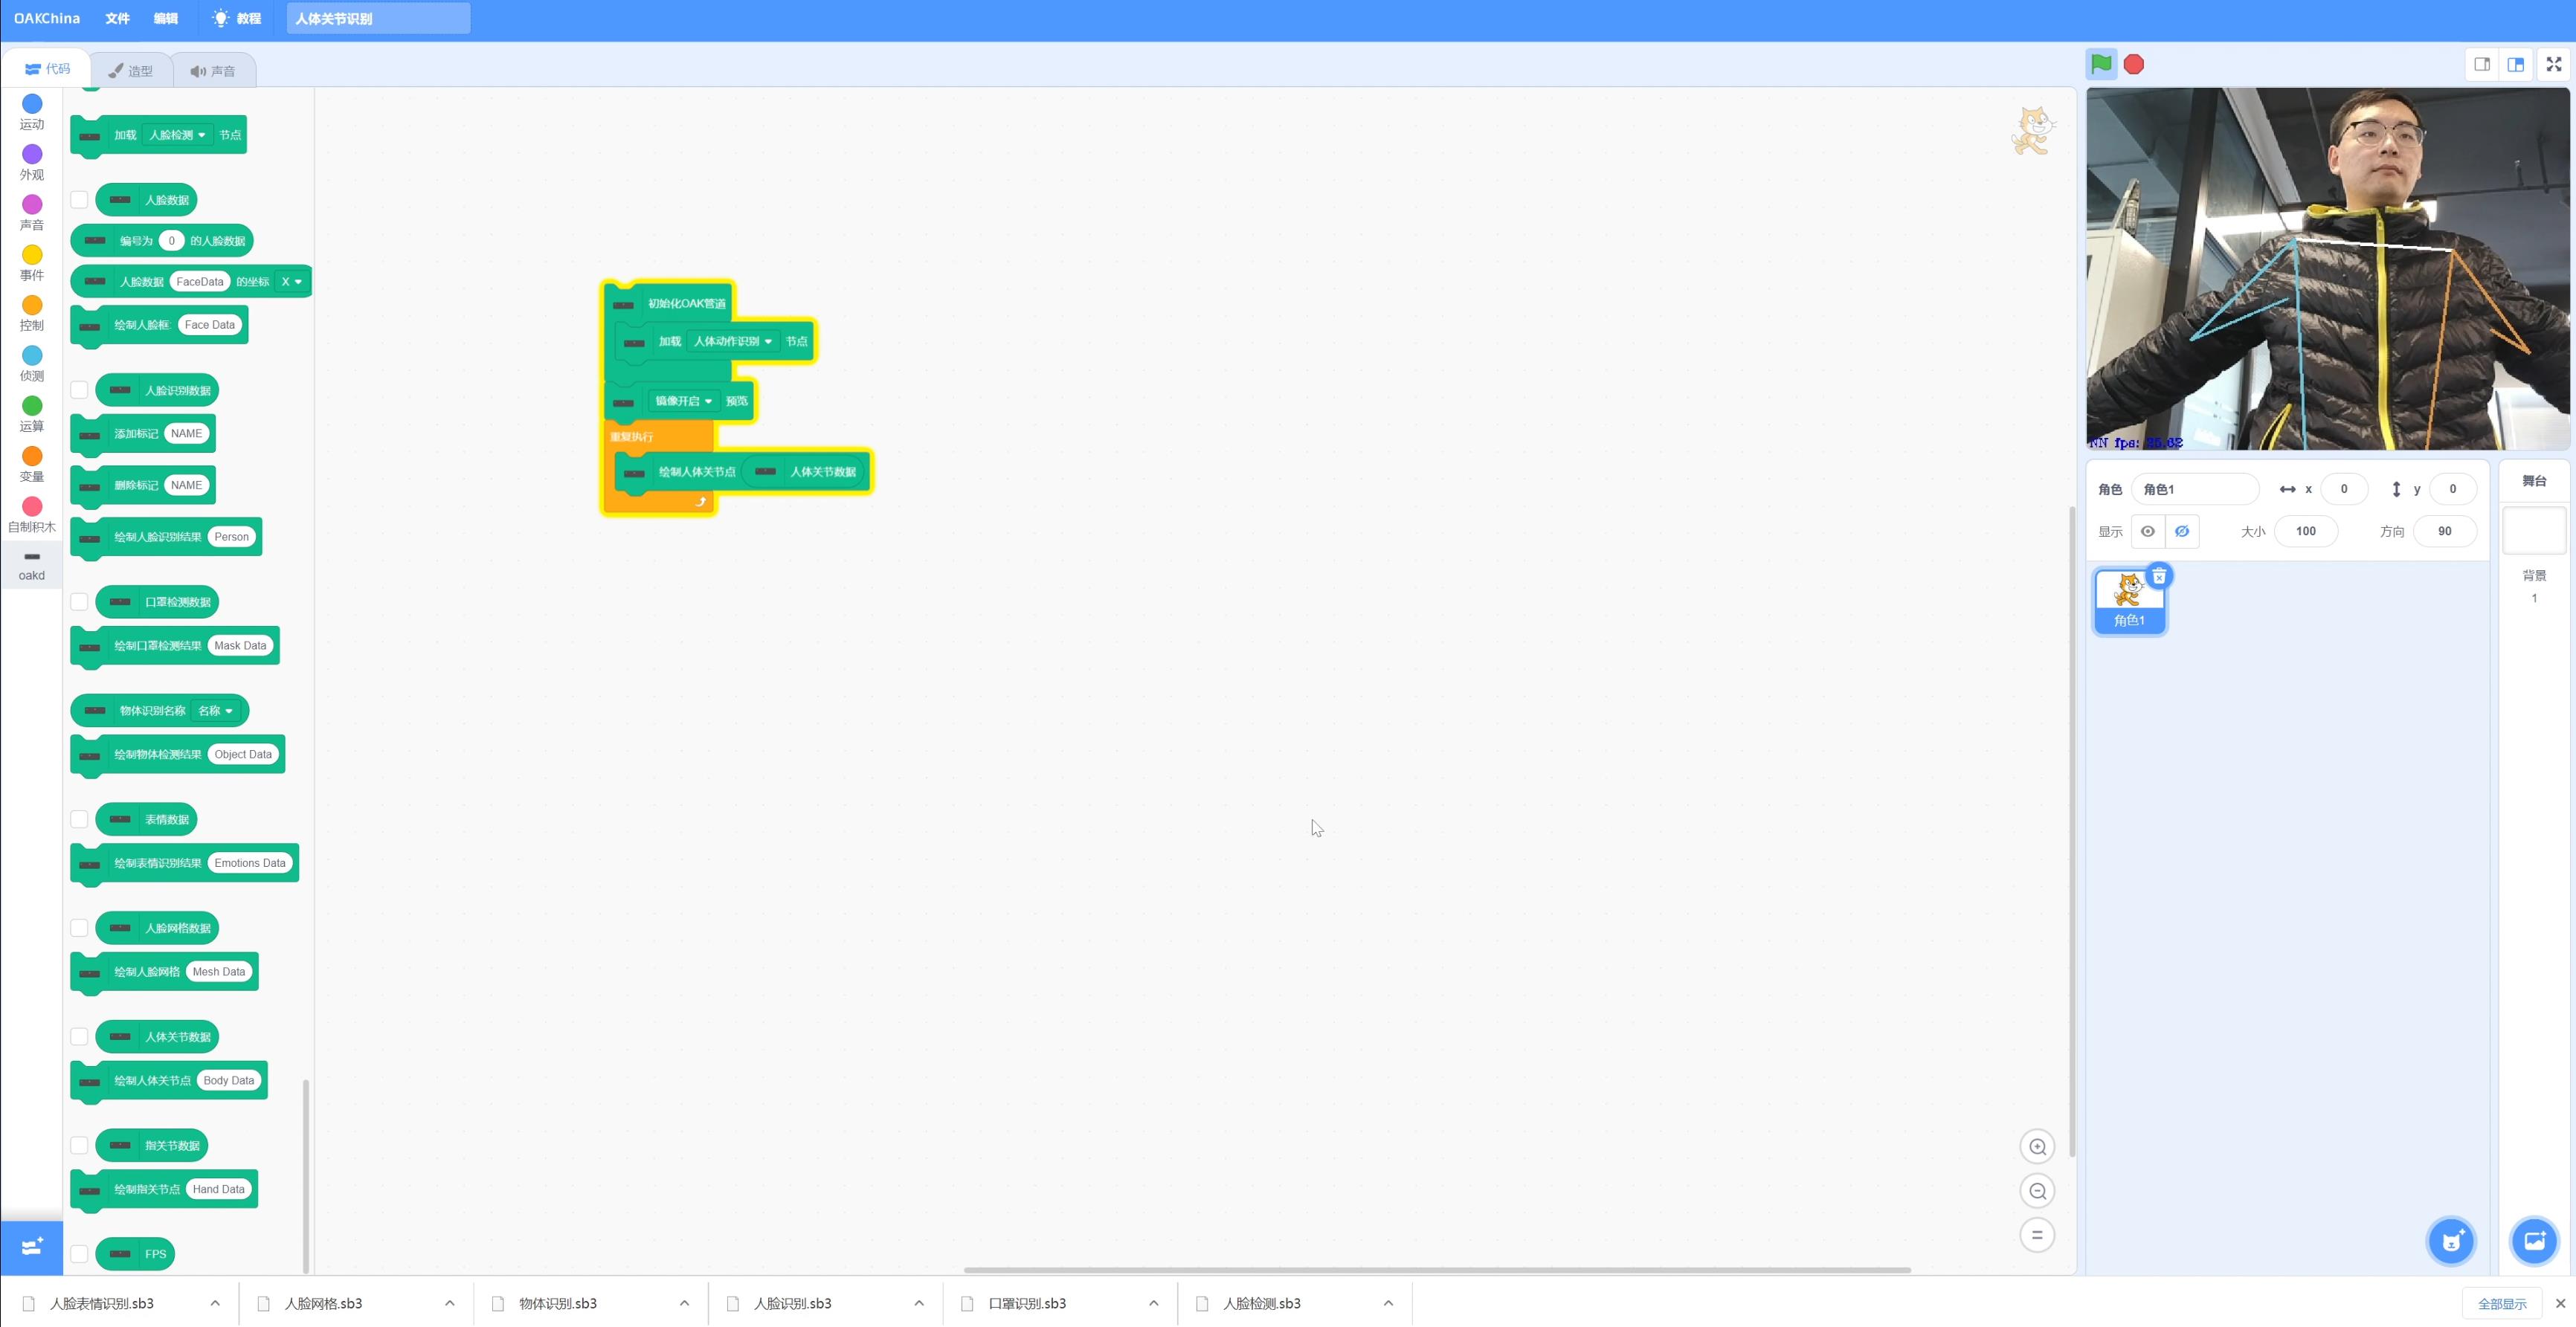 OAKChina 文件 编辑 教程 人体关节识别
代码 造型 声音
运动
外观
声音
事件
控制
侦测
运算
变量
自制积木
oakd
加载 人脸检测 节点
人脸数据
编号为 0 的人脸数据
人脸数据 FaceData 的坐标 X
绘制人脸框: Face Data
人脸识别数据
添加标记 NAME
删除标记 NAME
绘制人脸识别结果 Person
口罩检测数据
绘制口罩检测结果 Mask Data
物体识别名称 名称
绘制物体检测结果 Object Data
表情数据
绘制表情识别结果 Emotions Data
人脸网格数据
绘制人脸网格 Mesh Data
人体关节数据
绘制人体关节点 Body Data
指关节数据
绘制指关节点 Hand Data
FPS
初始化OAK管道
加载 人体动作识别 节点
镜像开启 预览
重复执行
绘制人体关节点 人体关节数据
NN fps:
角色 角色1 x 0 y 0
显示 大小 100 方向 90
角色1
舞台
背景
1
人脸表情识别.sb3 人脸网格.sb3 物体识别.sb3 人脸识别.sb3 口罩识别.sb3 人脸检测.sb3 全部显示